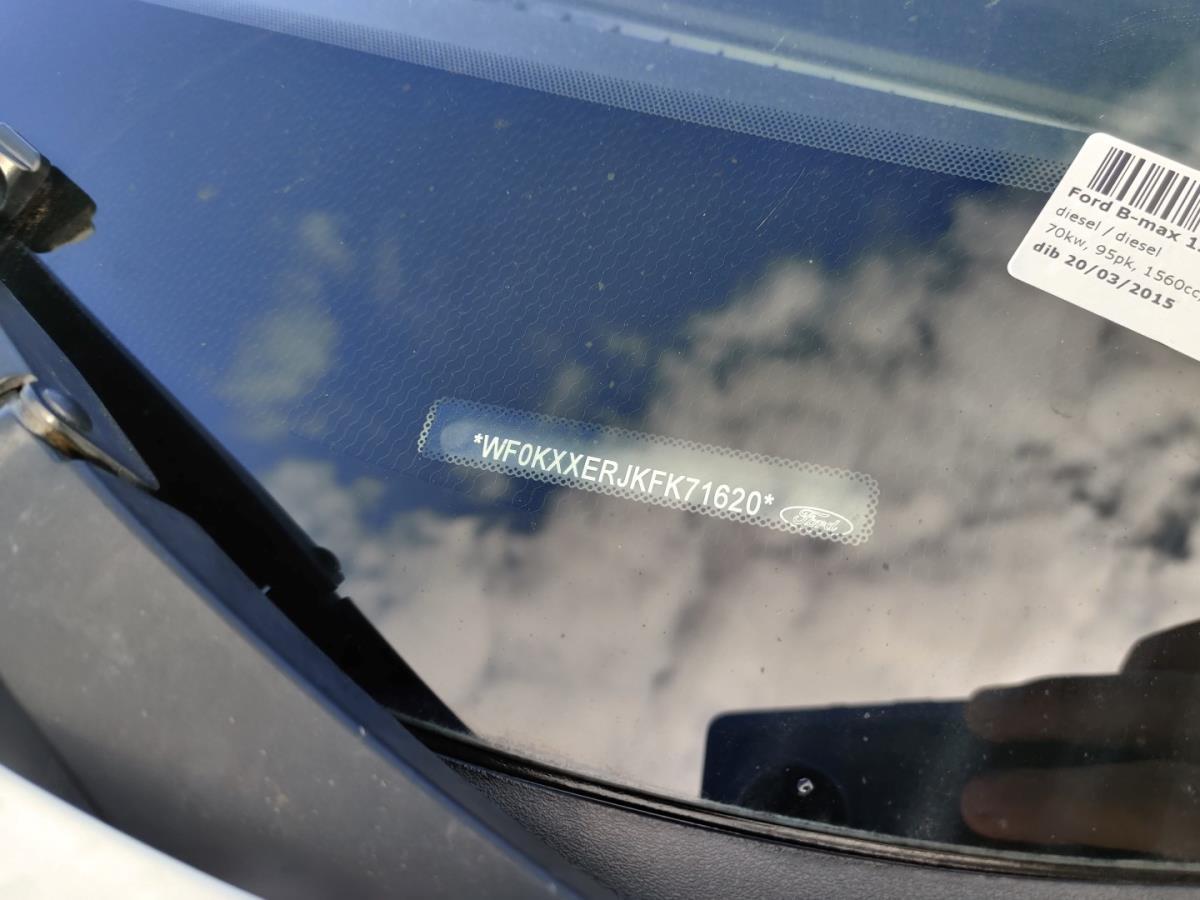 Ford B-max 1.
diesel / diesel
70kw, 95pk, 1560cc,
dib 20/03/2015
*WF0KXXERJKFK71620*
Ford